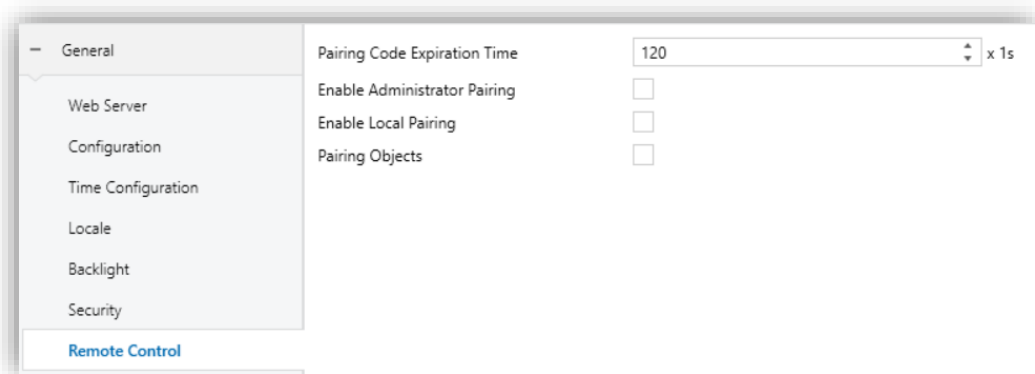 General
Web Server
Configuration
Time Configuration
Locale
Backlight
Security
Remote Control
Pairing Code Expiration Time 120 x 1s
Enable Administrator Pairing
Enable Local Pairing
Pairing Objects